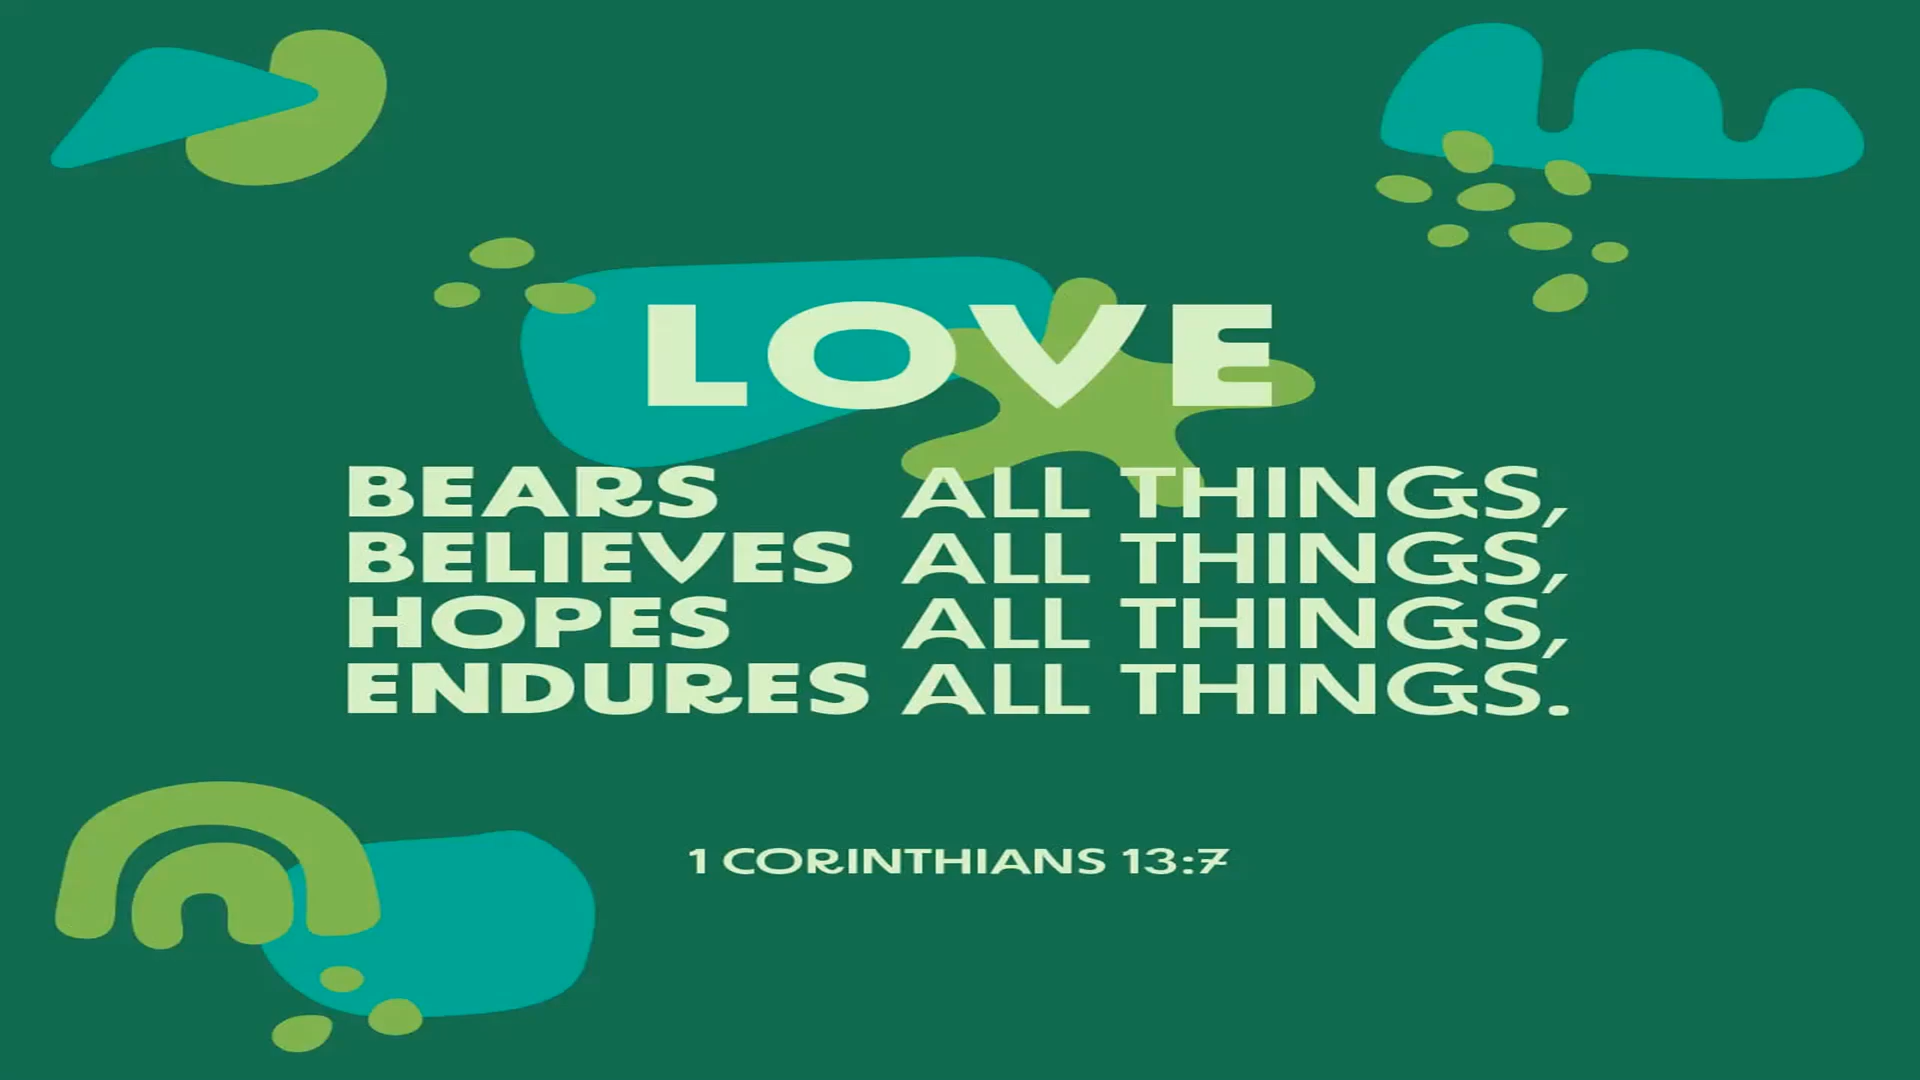 LOVE
BEARS ALL THINGS,
BELIEVES ALL THINGS,
HOPES ALL THINGS,
ENDURES ALL THINGS.
1 CORINTHIANS 13:7